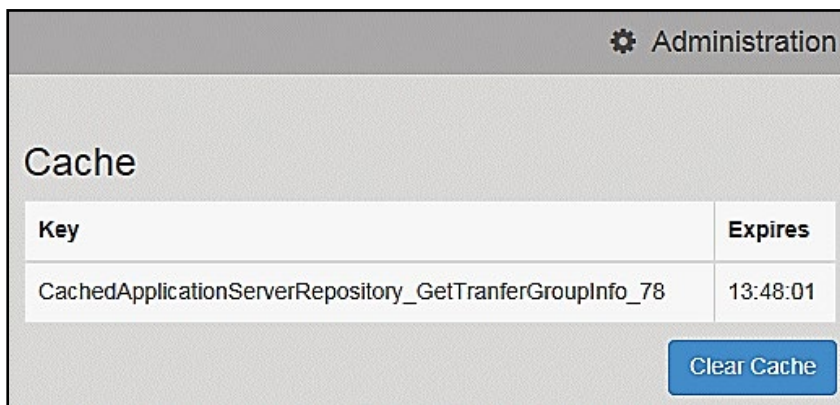 Administration
Cache
Key Expires
CachedApplicationServerRepository_GetTranferGroupInfo_78 13:48:01
Clear Cache